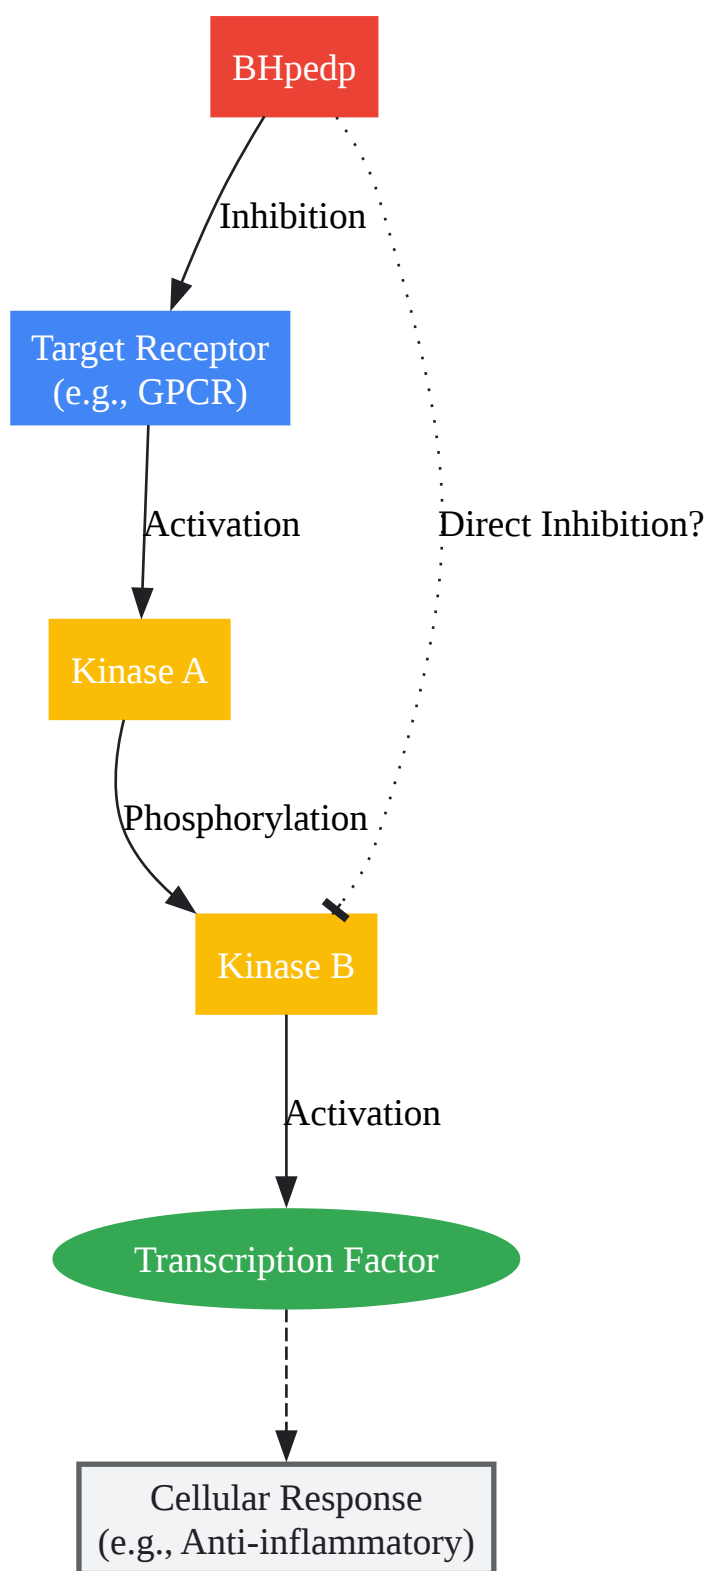 BHpedp
Inhibition
Target Receptor
(e.g., GPCR)
Activation
Direct Inhibition?
Kinase A
Phosphorylation
Kinase B
Activation
Transcription Factor
Cellular Response
(e.g., Anti-inflammatory)